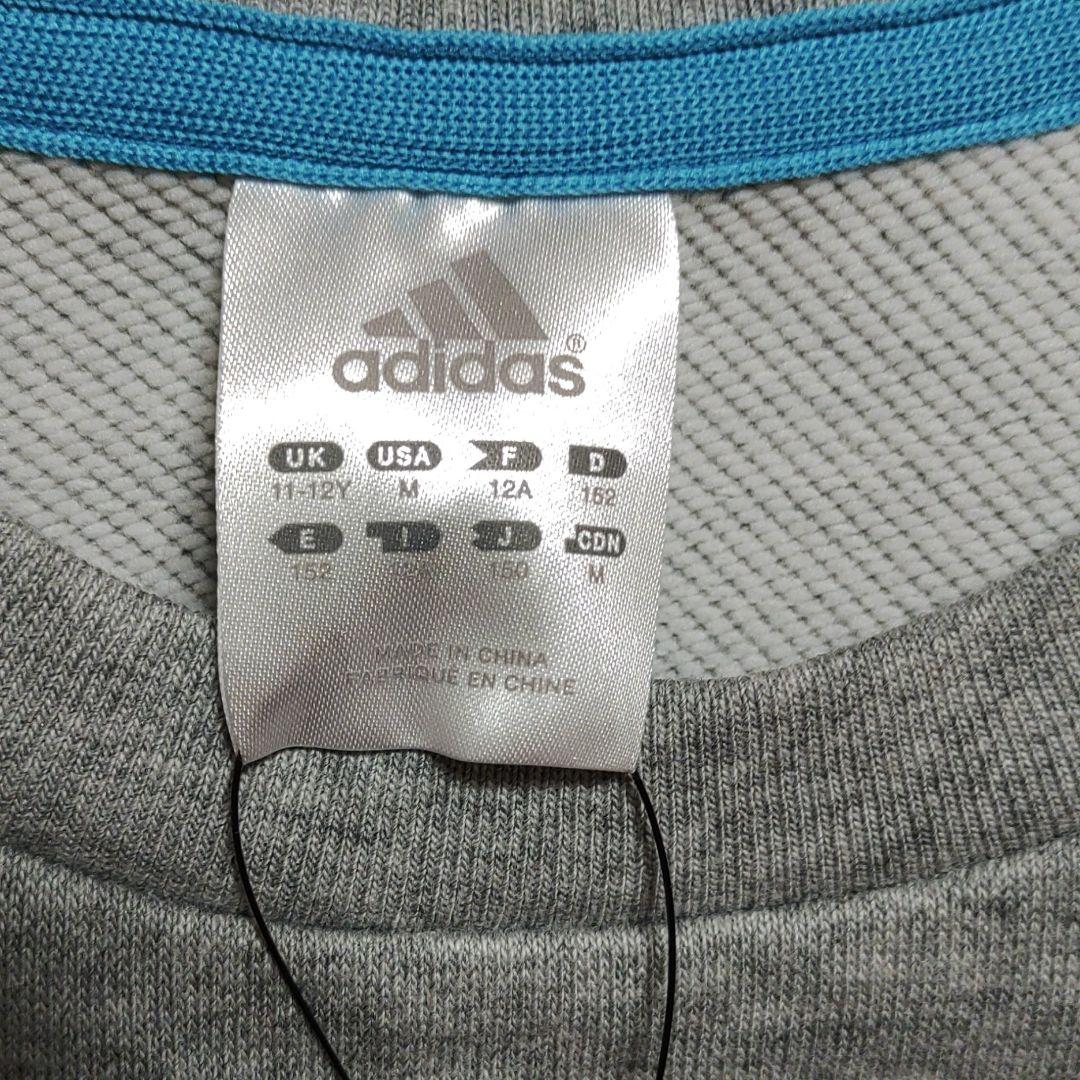 adidas®
UK USA F D
11-12Y M 12A 152
E I J CDN
152 150 M
MADE IN CHINA
FABRIQUE EN CHINE